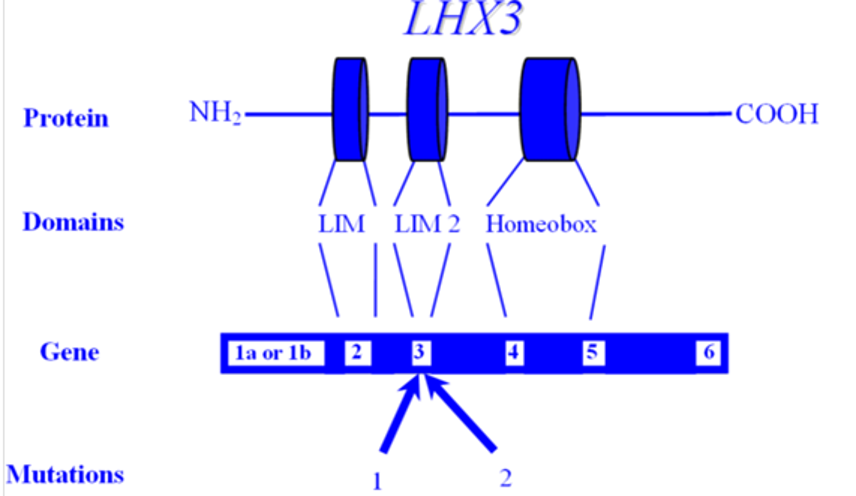 LHX3
Protein NH2 COOH
Domains LIM LIM 2 Homeobox
Gene 1a or 1b 2 3 4 5 6
Mutations 1 2